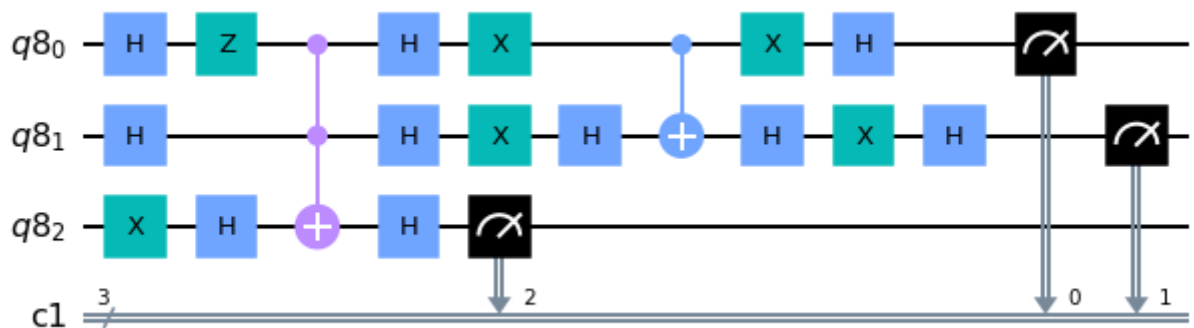 q8₀ H Z H X X H
q8₁ H H X H H X H
q8₂ X H H
c1 3 2 0 1